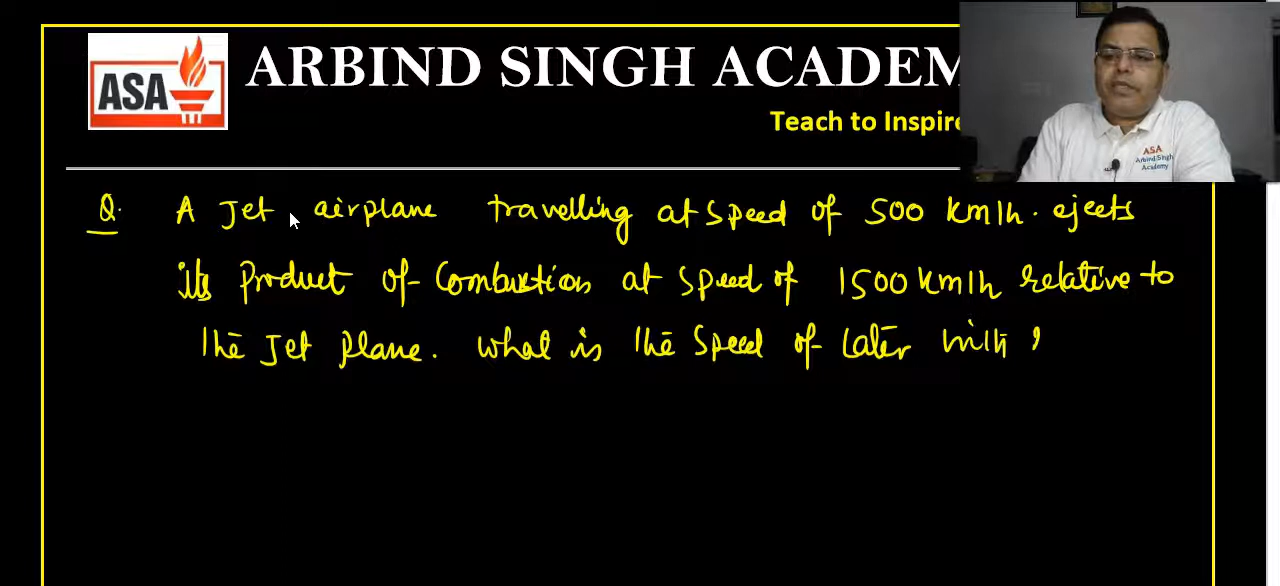 ASA
ARBIND SINGH ACADEM
Teach to Inspire
ASA
Arbind Singh
Academy
Q. A Jet airplane travelling at speed of 500 km/h. ejects
its product of combustion at speed of 1500 km/h relative to
the Jet plane. What is the speed of later with